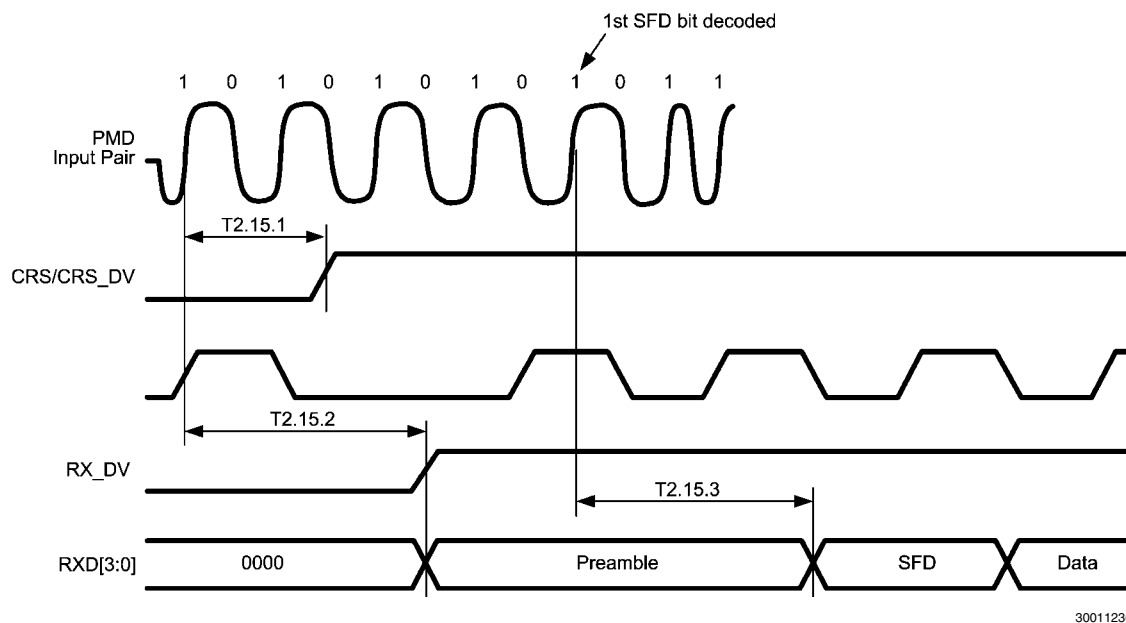 1st SFD bit decoded
1 0 1 0 1 0 1 0 1 0 1 1
PMD
Input Pair
T2.15.1
CRS/CRS_DV
T2.15.2
RX_DV
T2.15.3
RXD[3:0] 0000 Preamble SFD Data
3001123